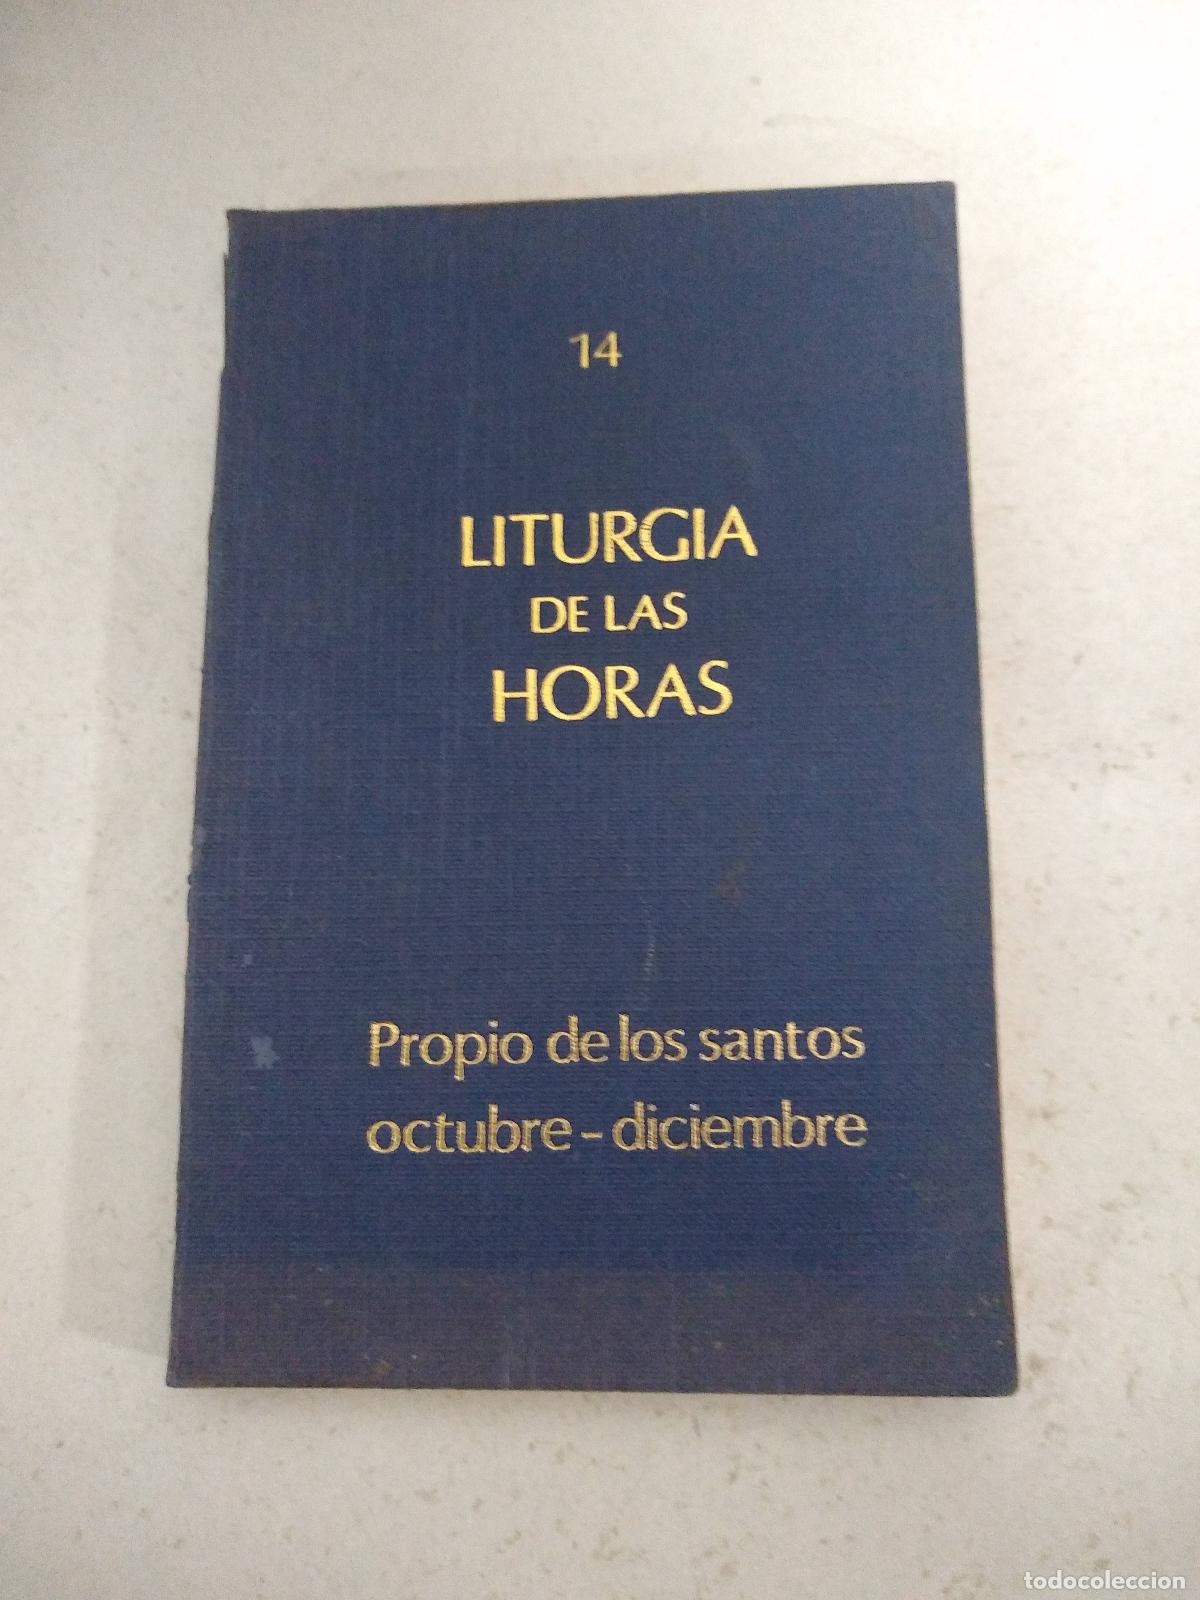 14
LITURGIA
DE LAS
HORAS
Propio de los santos
octubre - diciembre
todocoleccion